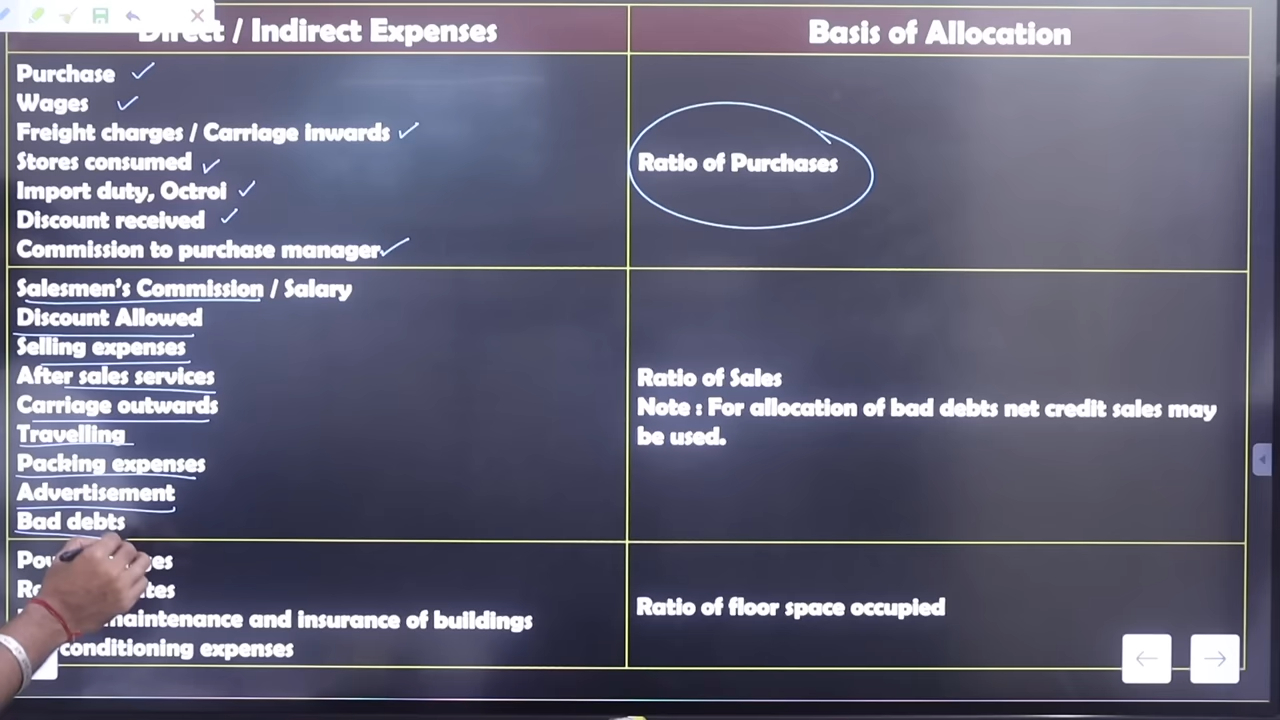 Direct / Indirect Expenses
Basis of Allocation
Purchase
Wages
Freight charges / Carriage inwards
Stores consumed
Import duty, Octroi
Discount received
Commission to purchase manager
Ratio of Purchases
Salesmen's Commission / Salary
Discount Allowed
Selling expenses
After sales services
Carriage outwards
Travelling
Packing expenses
Advertisement
Bad debts
Ratio of Sales
Note : For allocation of bad debts net credit sales may
be used.
maintenance and insurance of buildings
conditioning expenses
Ratio of floor space occupied